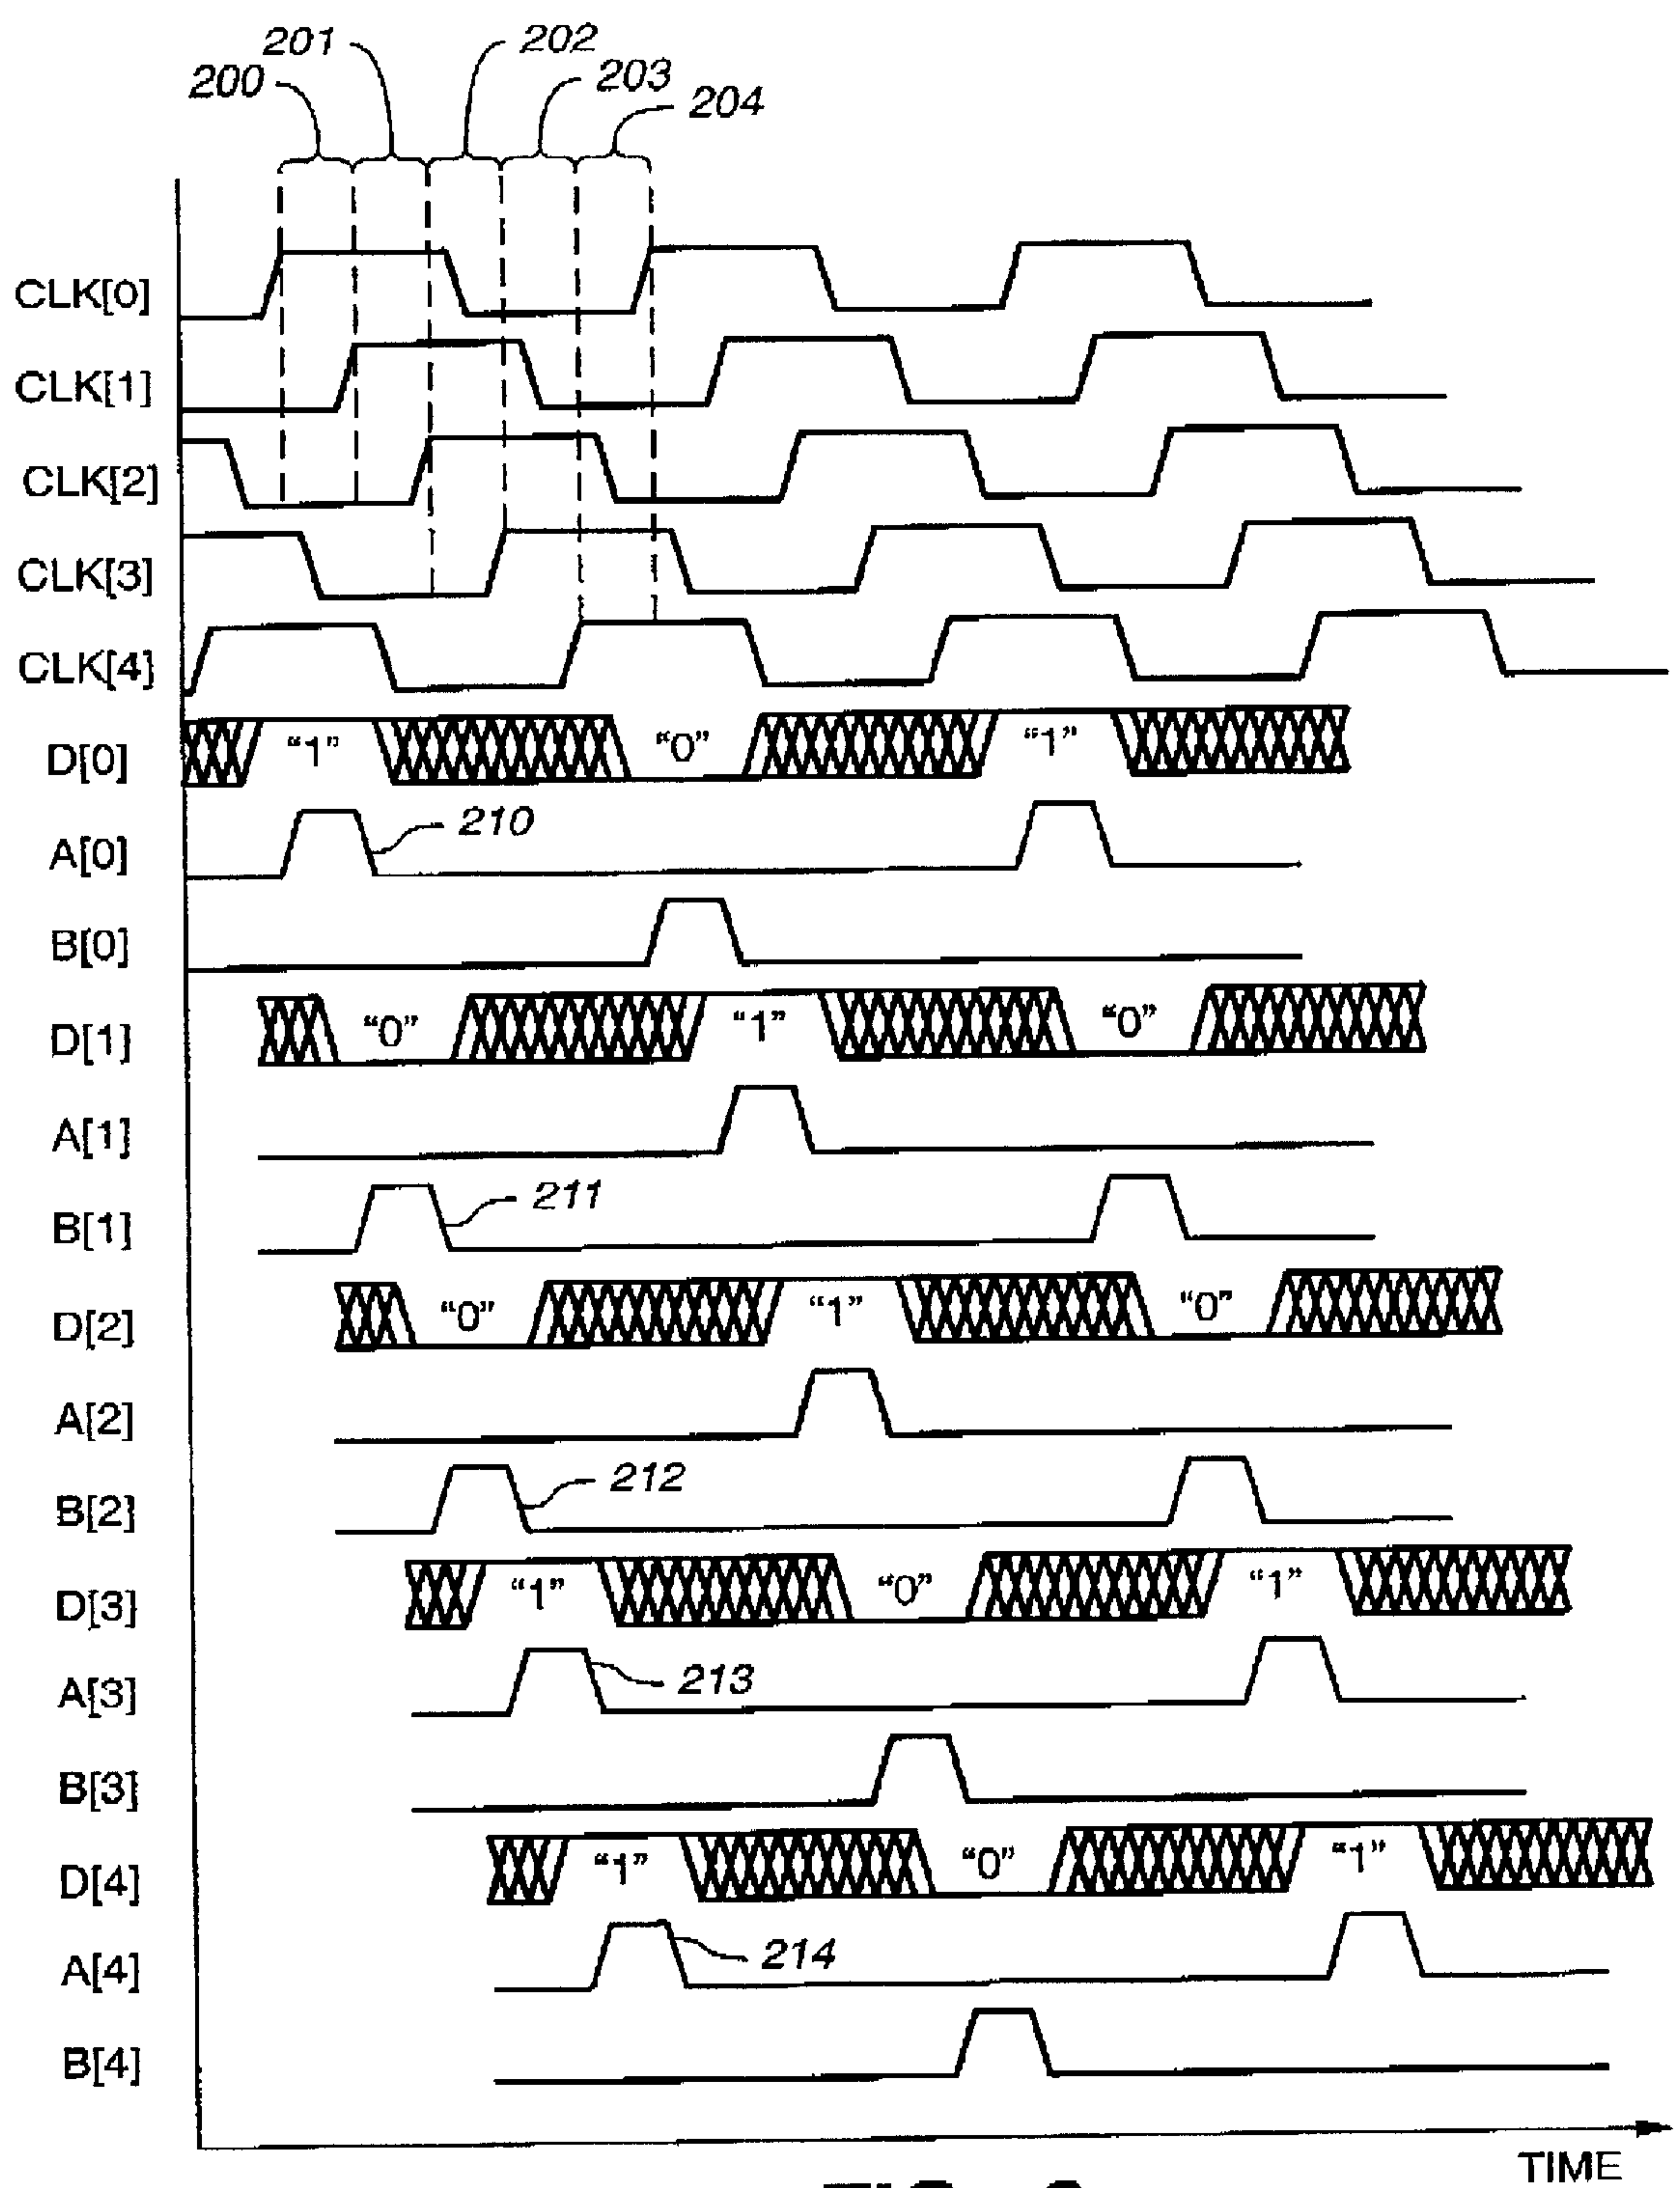 201
202
200
203
204
CLK[0]
CLK[1]
CLK[2]
CLK[3]
CLK[4]
D[0] “1” “0” “1”
A[0] 210
B[0]
D[1] “0” “1” “0”
A[1]
B[1] 211
D[2] “0” “1” “0”
A[2]
B[2] 212
D[3] “1” “0” “1”
A[3] 213
B[3]
D[4] “1” “0” “1”
A[4] 214
B[4]
TIME